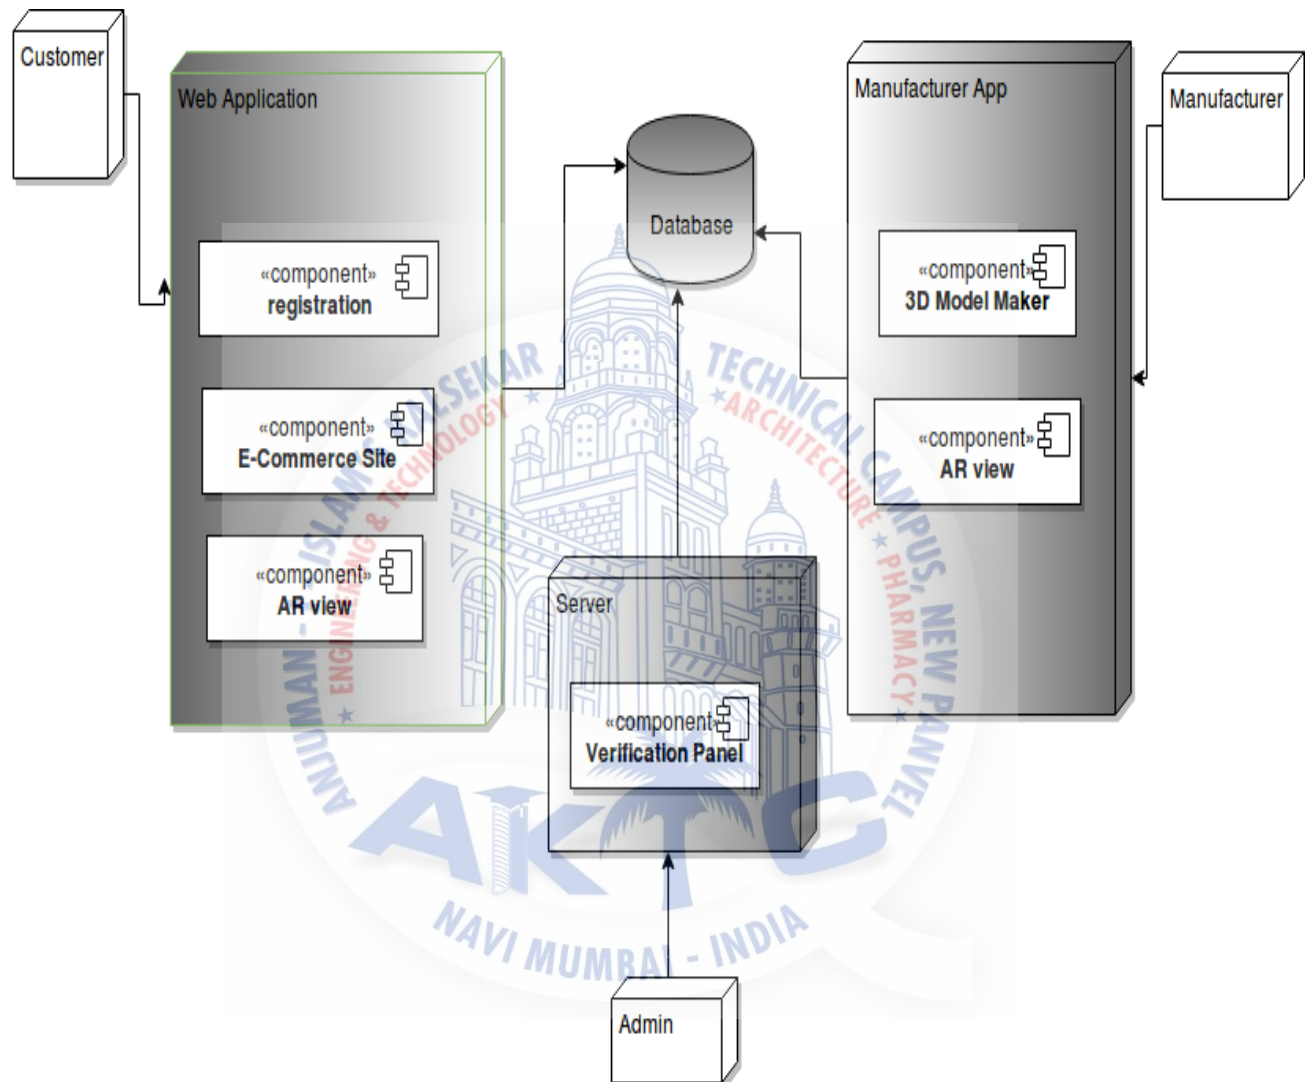 Customer
Web Application
«component»
registration
«component»
E-Commerce Site
«component»
AR view
Database
Manufacturer App
«component»
3D Model Maker
«component»
AR view
Manufacturer
Server
«component»
Verification Panel
Admin
ANJUMAN - I - ISLAM'S KALSEKAR TECHNICAL CAMPUS, NEW PANVEL
★ ENGINEERING & TECHNOLOGY ★ ★ ARCHITECTURE ★ PHARMACY ★
AIKTC
NAVI MUMBAI - INDIA